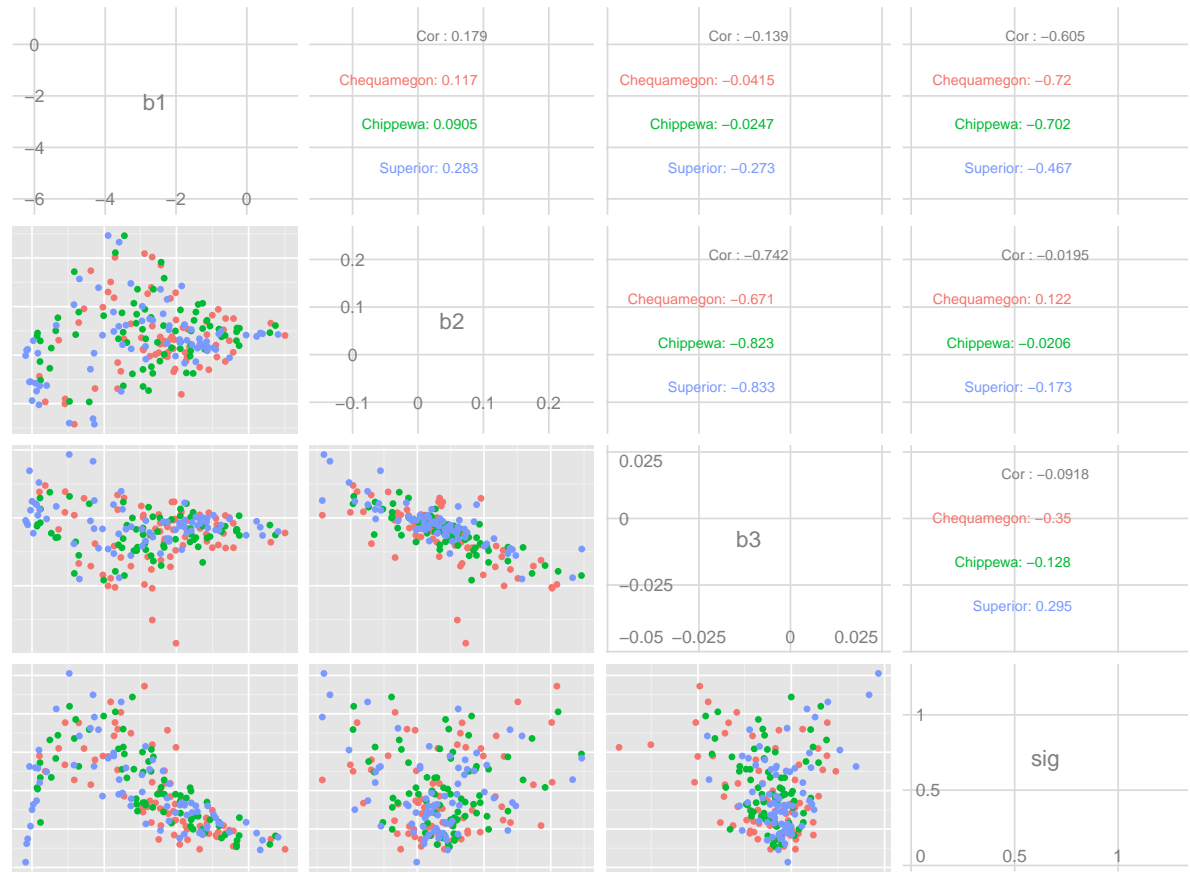 0
−2
−4
−6
−4
−2
0
b1
Cor : 0.179
Chequamegon: 0.117
Chippewa: 0.0905
Superior: 0.283
Cor : −0.139
Chequamegon: −0.0415
Chippewa: −0.0247
Superior: −0.273
Cor : −0.605
Chequamegon: −0.72
Chippewa: −0.702
Superior: −0.467
0.2
0.1
0
−0.1
0
0.1
0.2
b2
Cor : −0.742
Chequamegon: −0.671
Chippewa: −0.823
Superior: −0.833
Cor : −0.0195
Chequamegon: 0.122
Chippewa: −0.0206
Superior: −0.173
0.025
0
−0.025
−0.05
−0.025
0
0.025
b3
Cor : −0.0918
Chequamegon: −0.35
Chippewa: −0.128
Superior: 0.295
1
0.5
0
0.5
1
sig